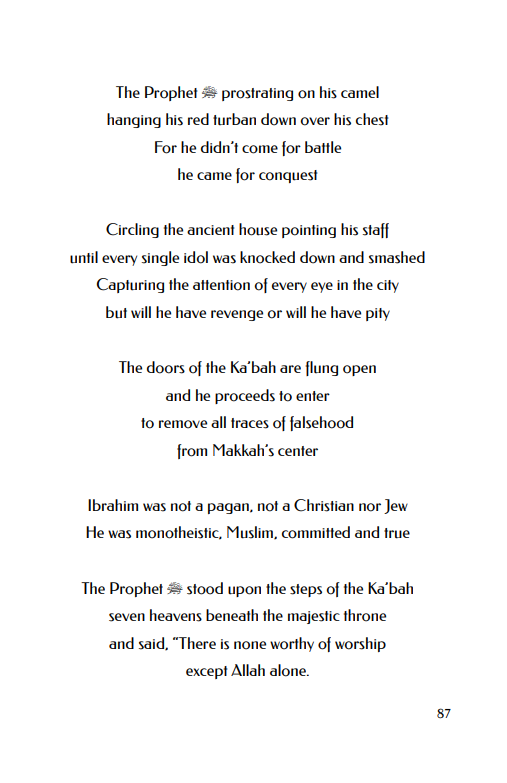 The Prophet ﷺ prostrating on his camel
hanging his red turban down over his chest
For he didn't come for battle
he came for conquest
Circling the ancient house pointing his staff
until every single idol was knocked down and smashed
Capturing the attention of every eye in the city
but will he have revenge or will he have pity
The doors of the Ka'bah are flung open
and he proceeds to enter
to remove all traces of falsehood
from Makkah's center
Ibrahim was not a pagan, not a Christian nor Jew
He was monotheistic, Muslim, committed and true
The Prophet ﷺ stood upon the steps of the Ka'bah
seven heavens beneath the majestic throne
and said, “There is none worthy of worship
except Allah alone.
87